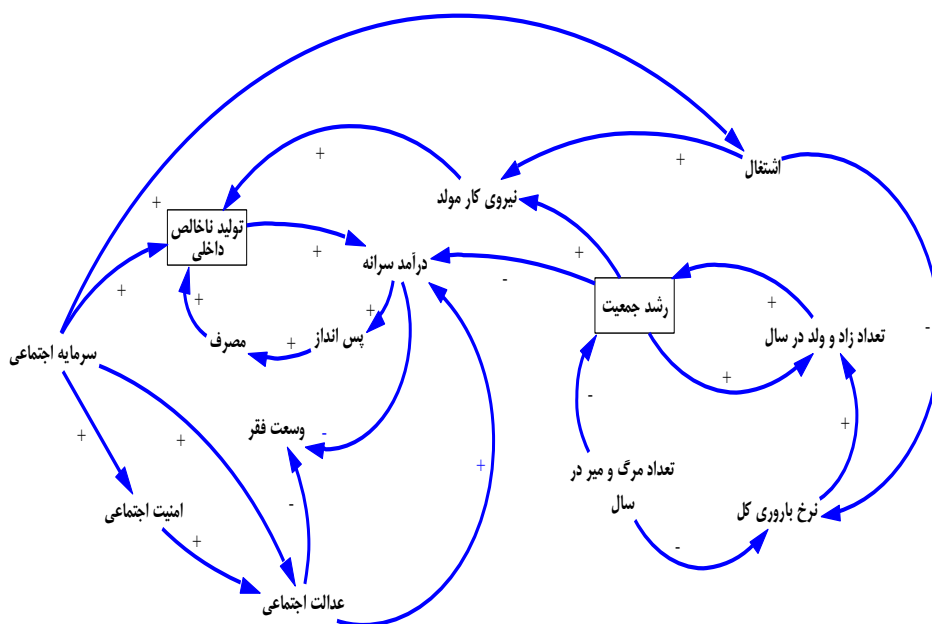 اشتغال
نیروی کار مولد
تولید ناخالص
داخلی
درآمد سرانه
رشد جمعیت
تعداد زاد و ولد در سال
پس انداز
مصرف
سرمایه اجتماعی
وسعت فقر
تعداد مرگ و میر در
سال
نرخ باروری کل
امنیت اجتماعی
عدالت اجتماعی
+
+
+
+
+
+
+
+
+
-
+
+
-
-
+
+
+
-
-
+
+
-
+